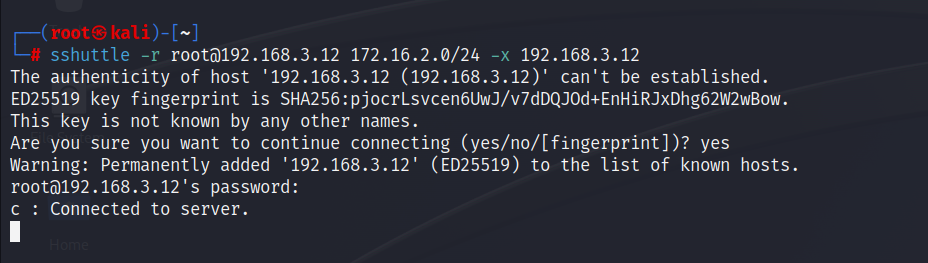 ┌──(root㉿kali)-[~]
└─# sshuttle -r root@192.168.3.12 172.16.2.0/24 -x 192.168.3.12
The authenticity of host '192.168.3.12 (192.168.3.12)' can't be established.
ED25519 key fingerprint is SHA256:pjocrLsvcen6UwJ/v7dDQJOd+EnHiRJxDhg62W2wBow.
This key is not known by any other names.
Are you sure you want to continue connecting (yes/no/[fingerprint])? yes
Warning: Permanently added '192.168.3.12' (ED25519) to the list of known hosts.
root@192.168.3.12's password:
c : Connected to server.
Home